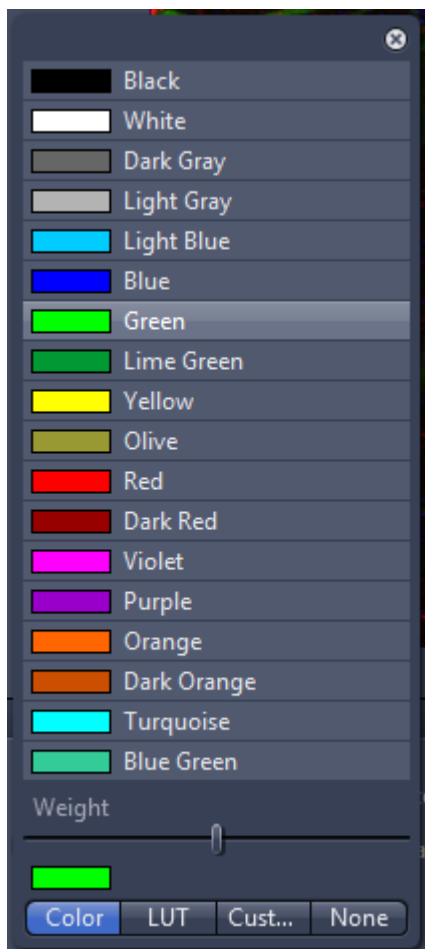 Black
White
Dark Gray
Light Gray
Light Blue
Blue
Green
Lime Green
Yellow
Olive
Red
Dark Red
Violet
Purple
Orange
Dark Orange
Turquoise
Blue Green
Weight
Color LUT Cust... None